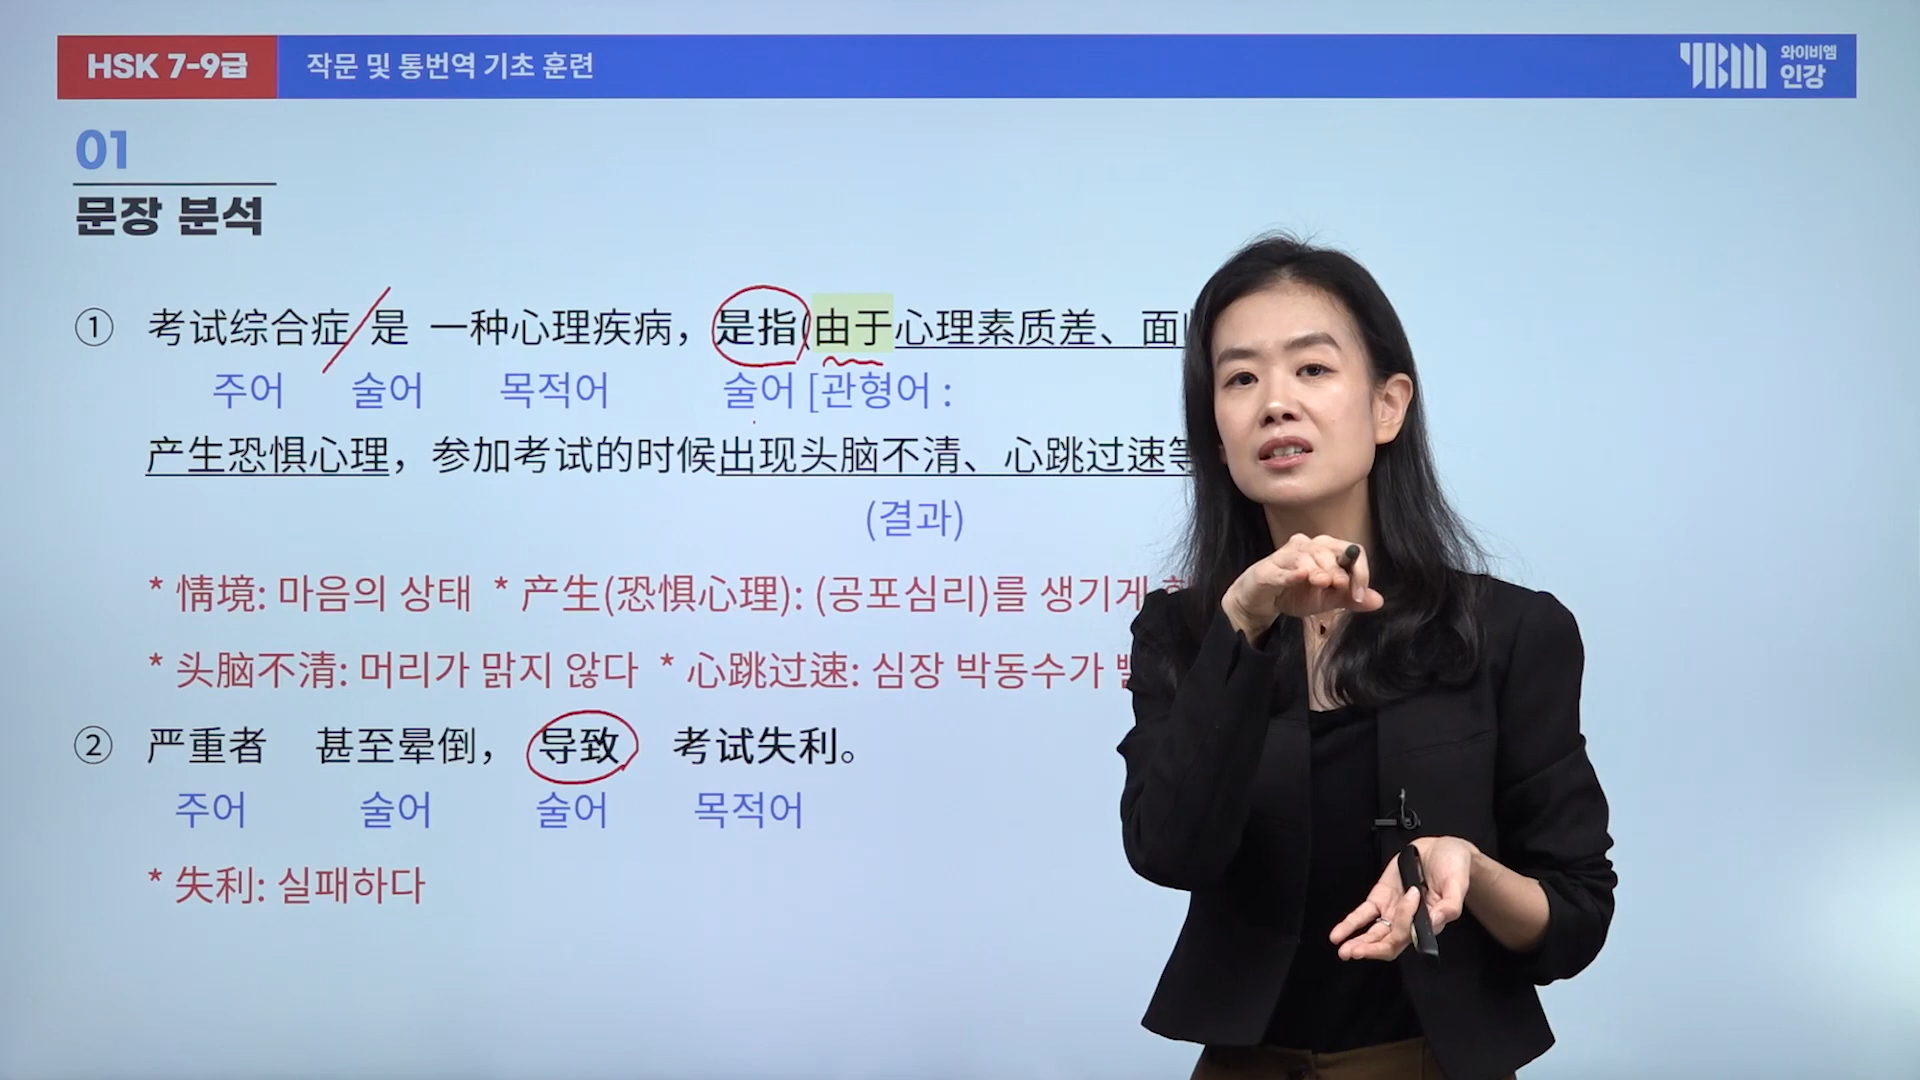 HSK 7-9급 작문 및 통번역 기초 훈련 YBM 와이비엠 인강
01
문장 분석
① 考试综合症 是 一种心理疾病，是指(由于心理素质差、面
주어 술어 목적어 술어 [관형어 :
产生恐惧心理，参加考试的时候出现头脑不清、心跳过速等
(결과)
* 情境: 마음의 상태 * 产生(恐惧心理): (공포심리)를 생기게
* 头脑不清: 머리가 맑지 않다 * 心跳过速: 심장 박동수가
② 严重者 甚至晕倒， 导致 考试失利。
주어 술어 술어 목적어
* 失利: 실패하다